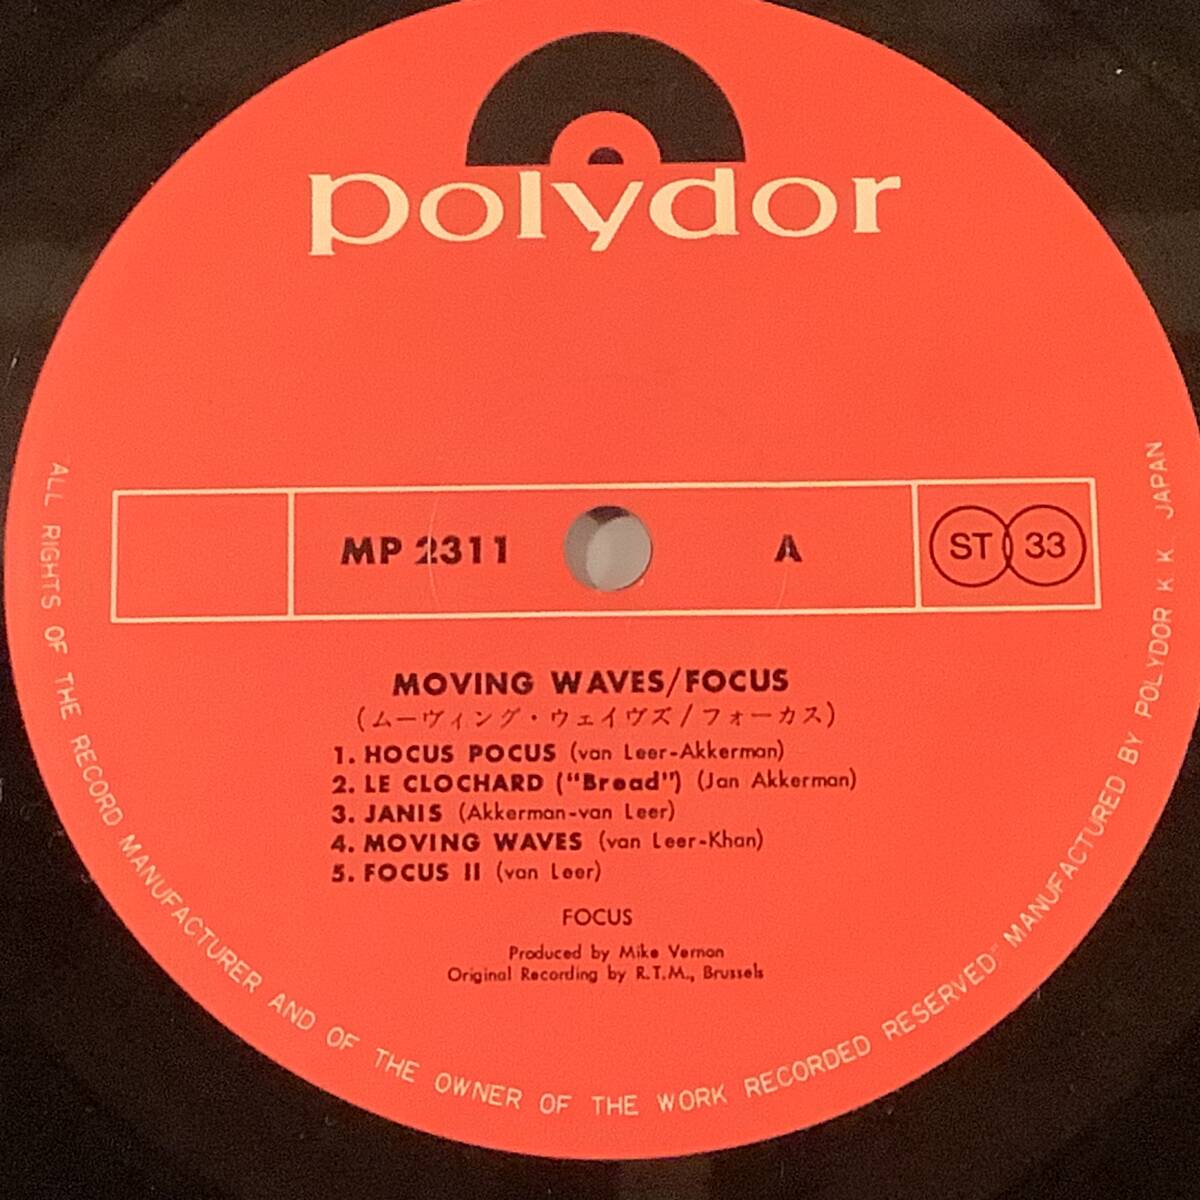 polydor
MP 2311 A ST 33
MOVING WAVES/FOCUS
(ムーヴィング・ウェイヴズ/フォーカス)
1. HOCUS POCUS (van Leer-Akkerman)
2. LE CLOCHARD ("Bread") (Jan Akkerman)
3. JANIS (Akkerman-van Leer)
4. MOVING WAVES (van Leer-Khan)
5. FOCUS II (van Leer)
FOCUS
Produced by Mike Vernon
Original Recording by R.T.M., Brussels
"ALL RIGHTS OF THE RECORD MANUFACTURER AND OF THE OWNER OF THE WORK RECORDED RESERVED" MANUFACTURED BY POLYDOR K K JAPAN